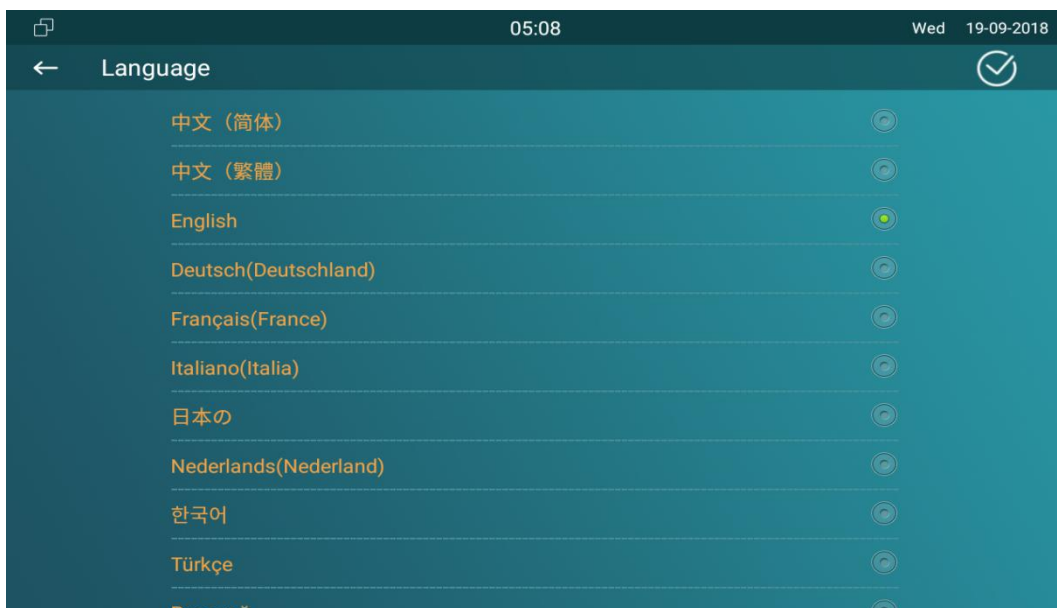 05:08
Wed 19-09-2018
Language
中文（简体）
中文（繁體）
English
Deutsch(Deutschland)
Français(France)
Italiano(Italia)
日本の
Nederlands(Nederland)
한국어
Türkçe